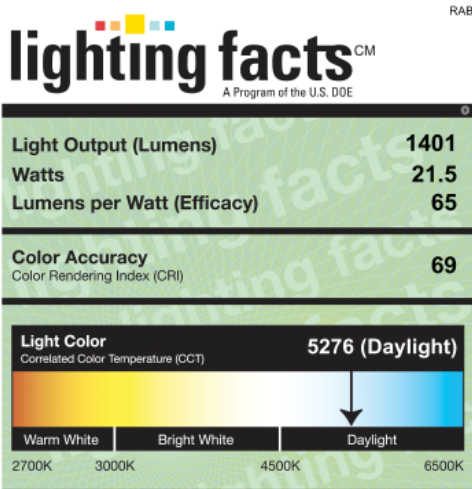 RAB
lighting facts CM
A Program of the U.S. DOE
Light Output (Lumens) 1401
Watts 21.5
Lumens per Watt (Efficacy) 65
Color Accuracy
Color Rendering Index (CRI) 69
Light Color
Correlated Color Temperature (CCT) 5276 (Daylight)
Warm White Bright White Daylight
2700K 3000K 4500K 6500K